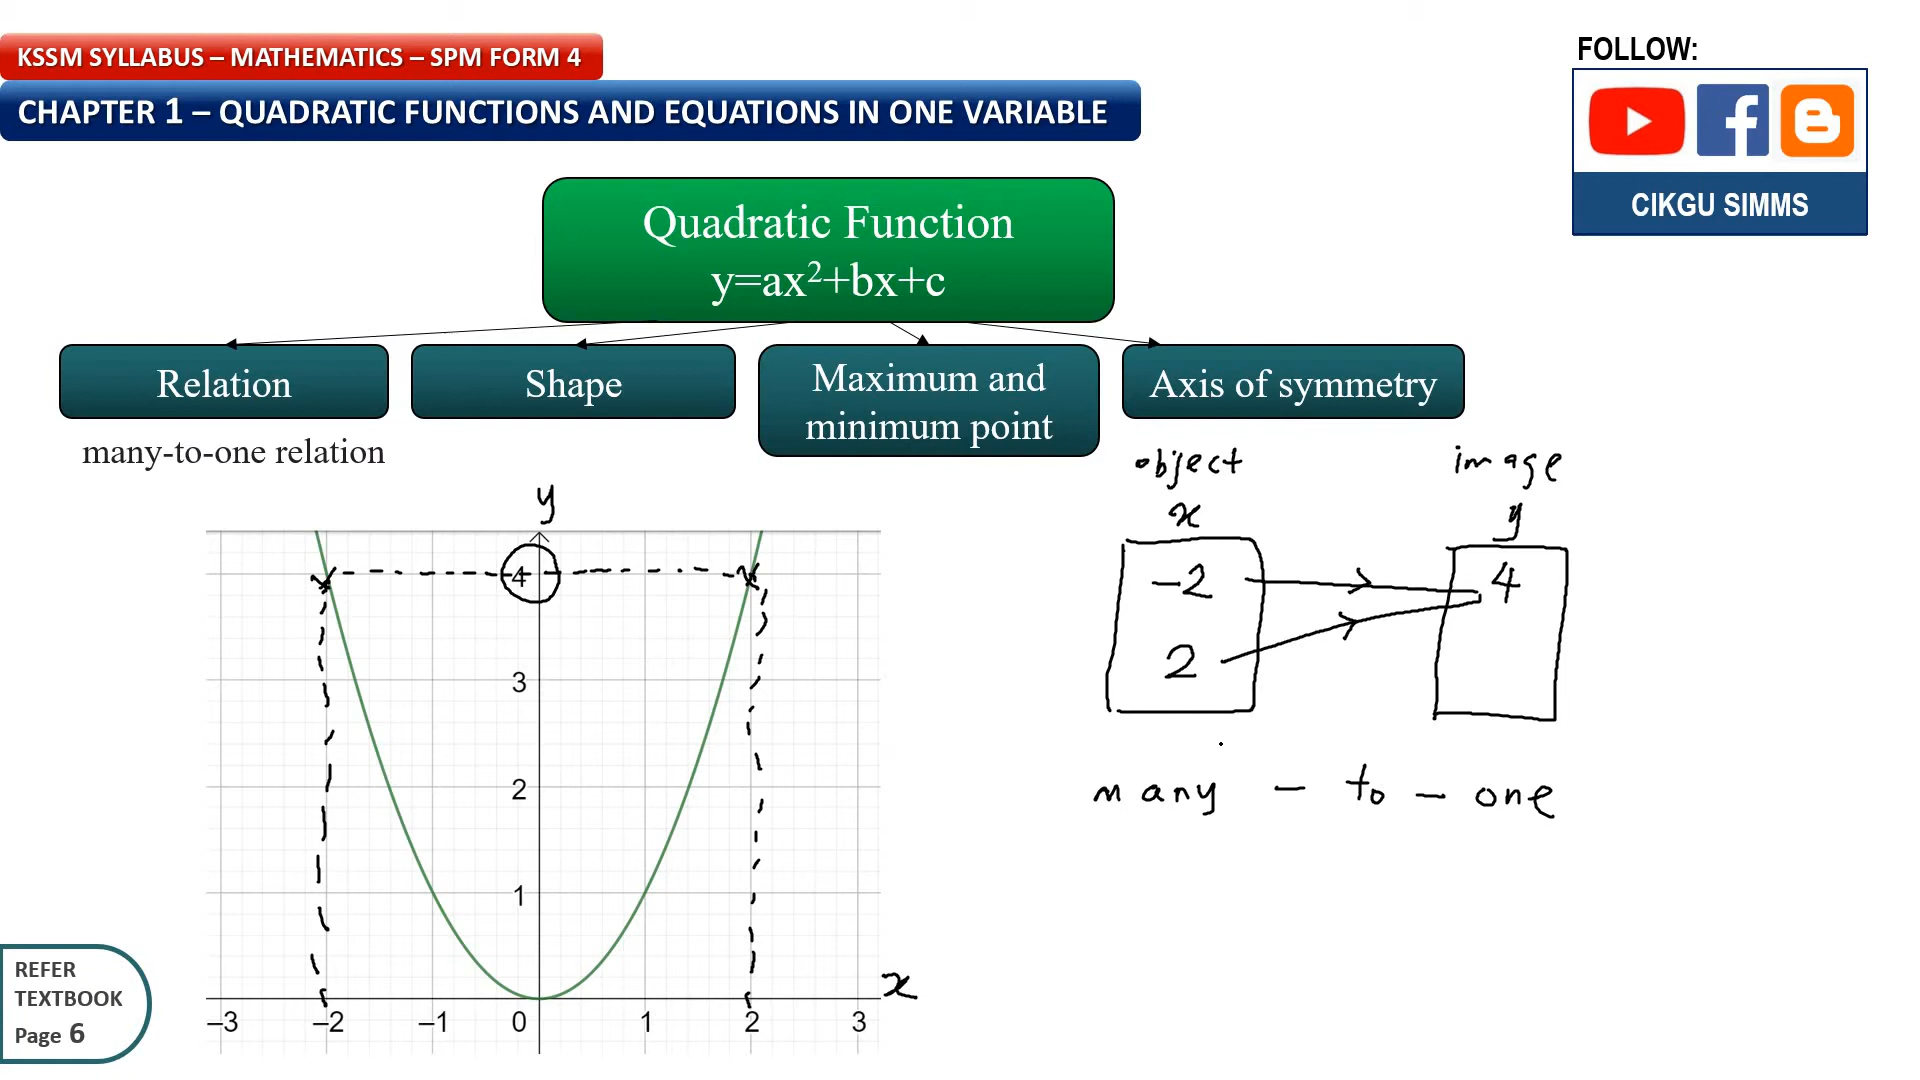 KSSM SYLLABUS – MATHEMATICS – SPM FORM 4
CHAPTER 1 – QUADRATIC FUNCTIONS AND EQUATIONS IN ONE VARIABLE
FOLLOW:
CIKGU SIMMS
Quadratic Function
y=ax²+bx+c
Relation
Shape
Maximum and
minimum point
Axis of symmetry
many-to-one relation
y
4
3
2
1
–3 –2 –1 0 1 2 3
x
object image
x y
–2 4
2
many – to – one
REFER
TEXTBOOK
Page 6